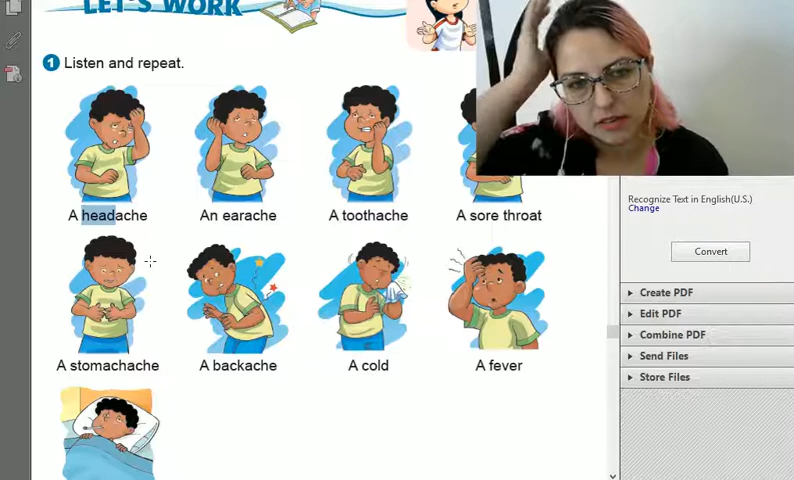 LET'S WORK
1 Listen and repeat.
A headache
An earache
A toothache
A sore throat
A stomachache
A backache
A cold
A fever
Recognize Text in English(U.S.)
Change
Convert
Create PDF
Edit PDF
Combine PDF
Send Files
Store Files